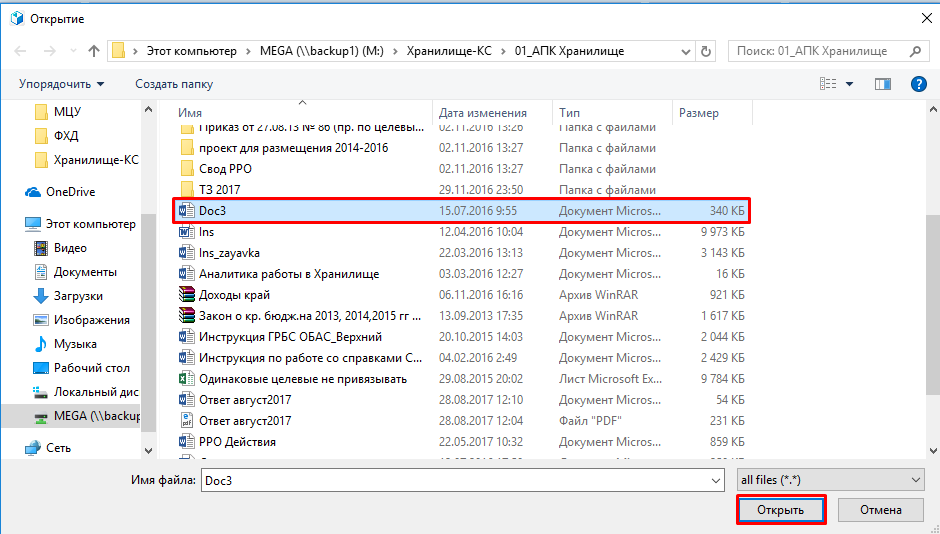 Открытие
Этот компьютер › MEGA (\\backup1) (M:) › Хранилище-КС › 01_АПК Хранилище
Поиск: 01_АПК Хранилище
Упорядочить Создать папку
МЦУ
ФХД
Хранилище-КС
OneDrive
Этот компьютер
Видео
Документы
Загрузки
Изображения
Музыка
Рабочий стол
Локальный дис
MEGA (\\backup
Сеть
Имя Дата изменения Тип Размер
Приказ от 27.08.13 № 86 (пр. по целевы... 02.11.2016 13:26 Папка с файлами
проект для размещения 2014-2016 02.11.2016 13:27 Папка с файлами
Свод РРО 02.11.2016 13:27 Папка с файлами
ТЗ 2017 29.11.2016 23:50 Папка с файлами
Doc3 15.07.2016 9:55 Документ Micros... 340 КБ
Ins 12.04.2016 10:04 Документ Micros... 9 973 КБ
Ins_zayavka 22.03.2016 13:13 Документ Micros... 3 143 КБ
Аналитика работы в Хранилище 03.03.2016 12:27 Документ Micros... 16 КБ
Доходы край 06.11.2016 16:16 Архив WinRAR 921 КБ
Закон о кр. бюдж.на 2013, 2014,2015 гг ... 13.09.2013 17:35 Архив WinRAR 1 617 КБ
Инструкция ГРБС ОБАС_Верхний 20.10.2015 14:03 Документ Micros... 2 044 КБ
Инструкция по работе со справками С... 04.02.2016 2:49 Документ Micros... 2 429 КБ
Одинаковые целевые не привязывать 29.08.2015 20:02 Лист Microsoft Ex... 9 784 КБ
Ответ август2017 28.08.2017 12:10 Документ Micros... 54 КБ
Ответ август2017 28.08.2017 12:04 Файл "PDF" 231 КБ
РРО Действия 22.05.2017 10:32 Документ Micros... 859 КБ
Имя файла: Doc3 all files (*.*)
Открыть Отмена